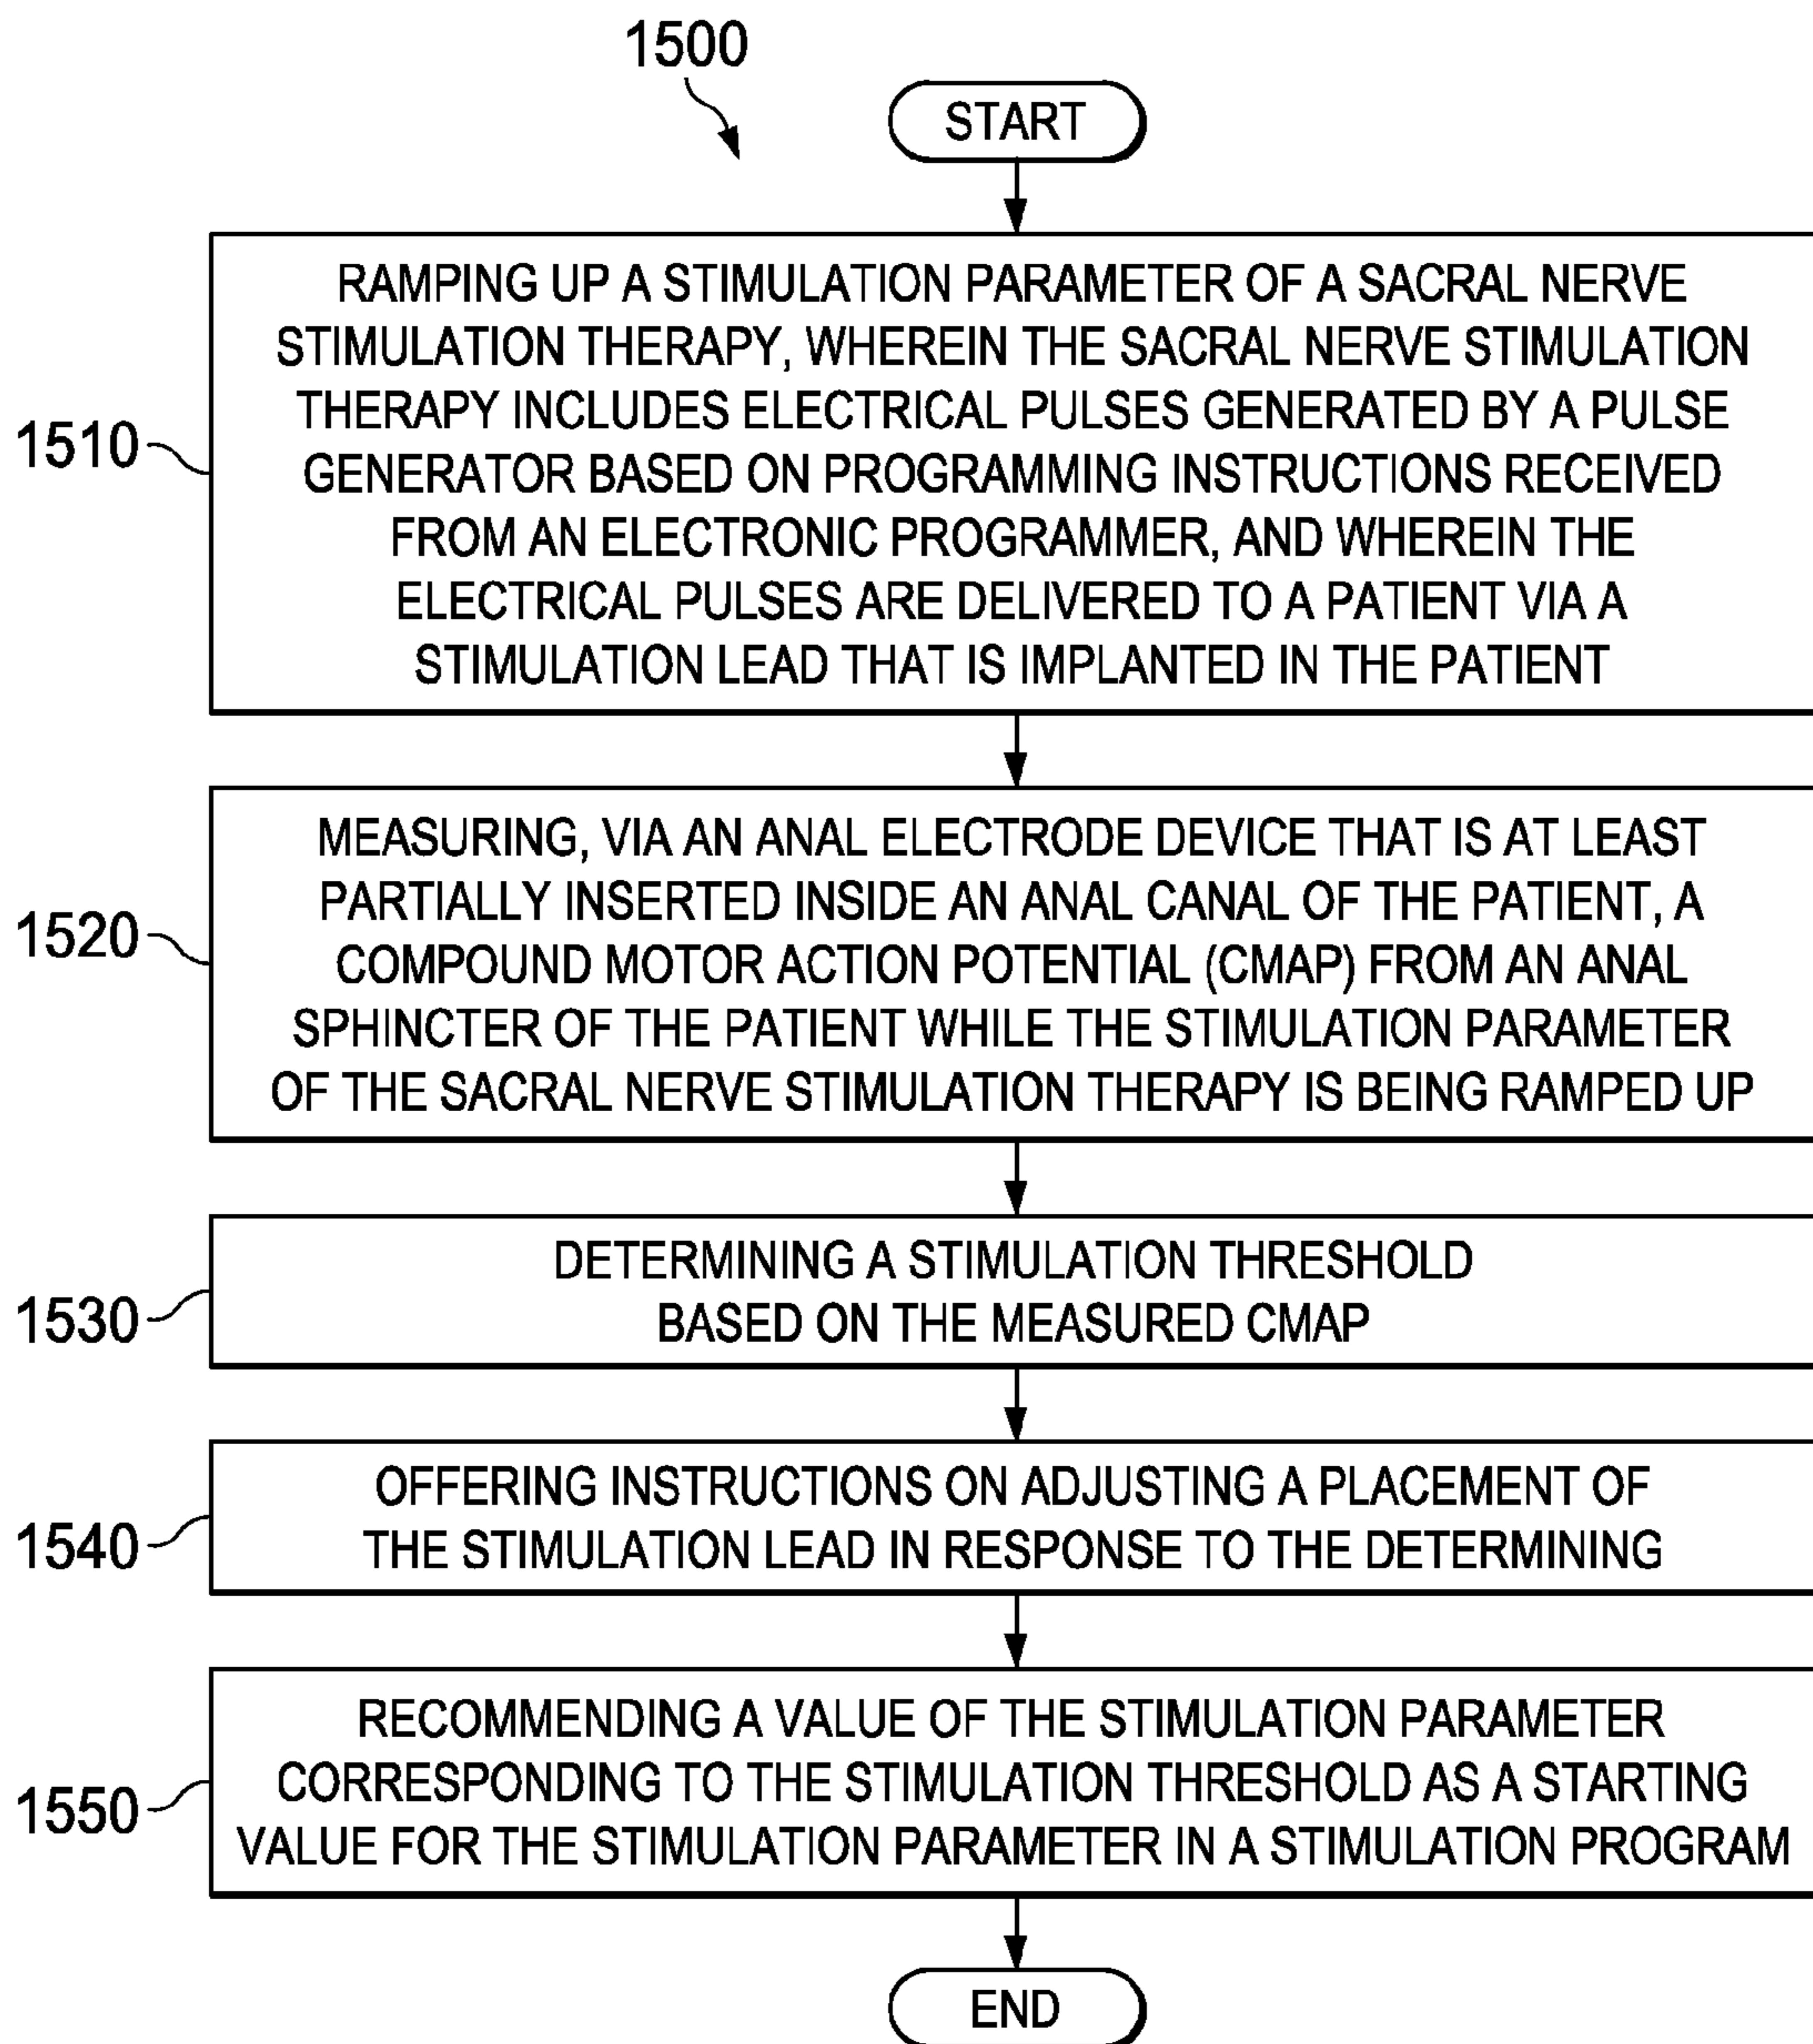 1500
START
1510
RAMPING UP A STIMULATION PARAMETER OF A SACRAL NERVE
STIMULATION THERAPY, WHEREIN THE SACRAL NERVE STIMULATION
THERAPY INCLUDES ELECTRICAL PULSES GENERATED BY A PULSE
GENERATOR BASED ON PROGRAMMING INSTRUCTIONS RECEIVED
FROM AN ELECTRONIC PROGRAMMER, AND WHEREIN THE
ELECTRICAL PULSES ARE DELIVERED TO A PATIENT VIA A
STIMULATION LEAD THAT IS IMPLANTED IN THE PATIENT
1520
MEASURING, VIA AN ANAL ELECTRODE DEVICE THAT IS AT LEAST
PARTIALLY INSERTED INSIDE AN ANAL CANAL OF THE PATIENT, A
COMPOUND MOTOR ACTION POTENTIAL (CMAP) FROM AN ANAL
SPHINCTER OF THE PATIENT WHILE THE STIMULATION PARAMETER
OF THE SACRAL NERVE STIMULATION THERAPY IS BEING RAMPED UP
1530
DETERMINING A STIMULATION THRESHOLD
BASED ON THE MEASURED CMAP
1540
OFFERING INSTRUCTIONS ON ADJUSTING A PLACEMENT OF
THE STIMULATION LEAD IN RESPONSE TO THE DETERMINING
1550
RECOMMENDING A VALUE OF THE STIMULATION PARAMETER
CORRESPONDING TO THE STIMULATION THRESHOLD AS A STARTING
VALUE FOR THE STIMULATION PARAMETER IN A STIMULATION PROGRAM
END